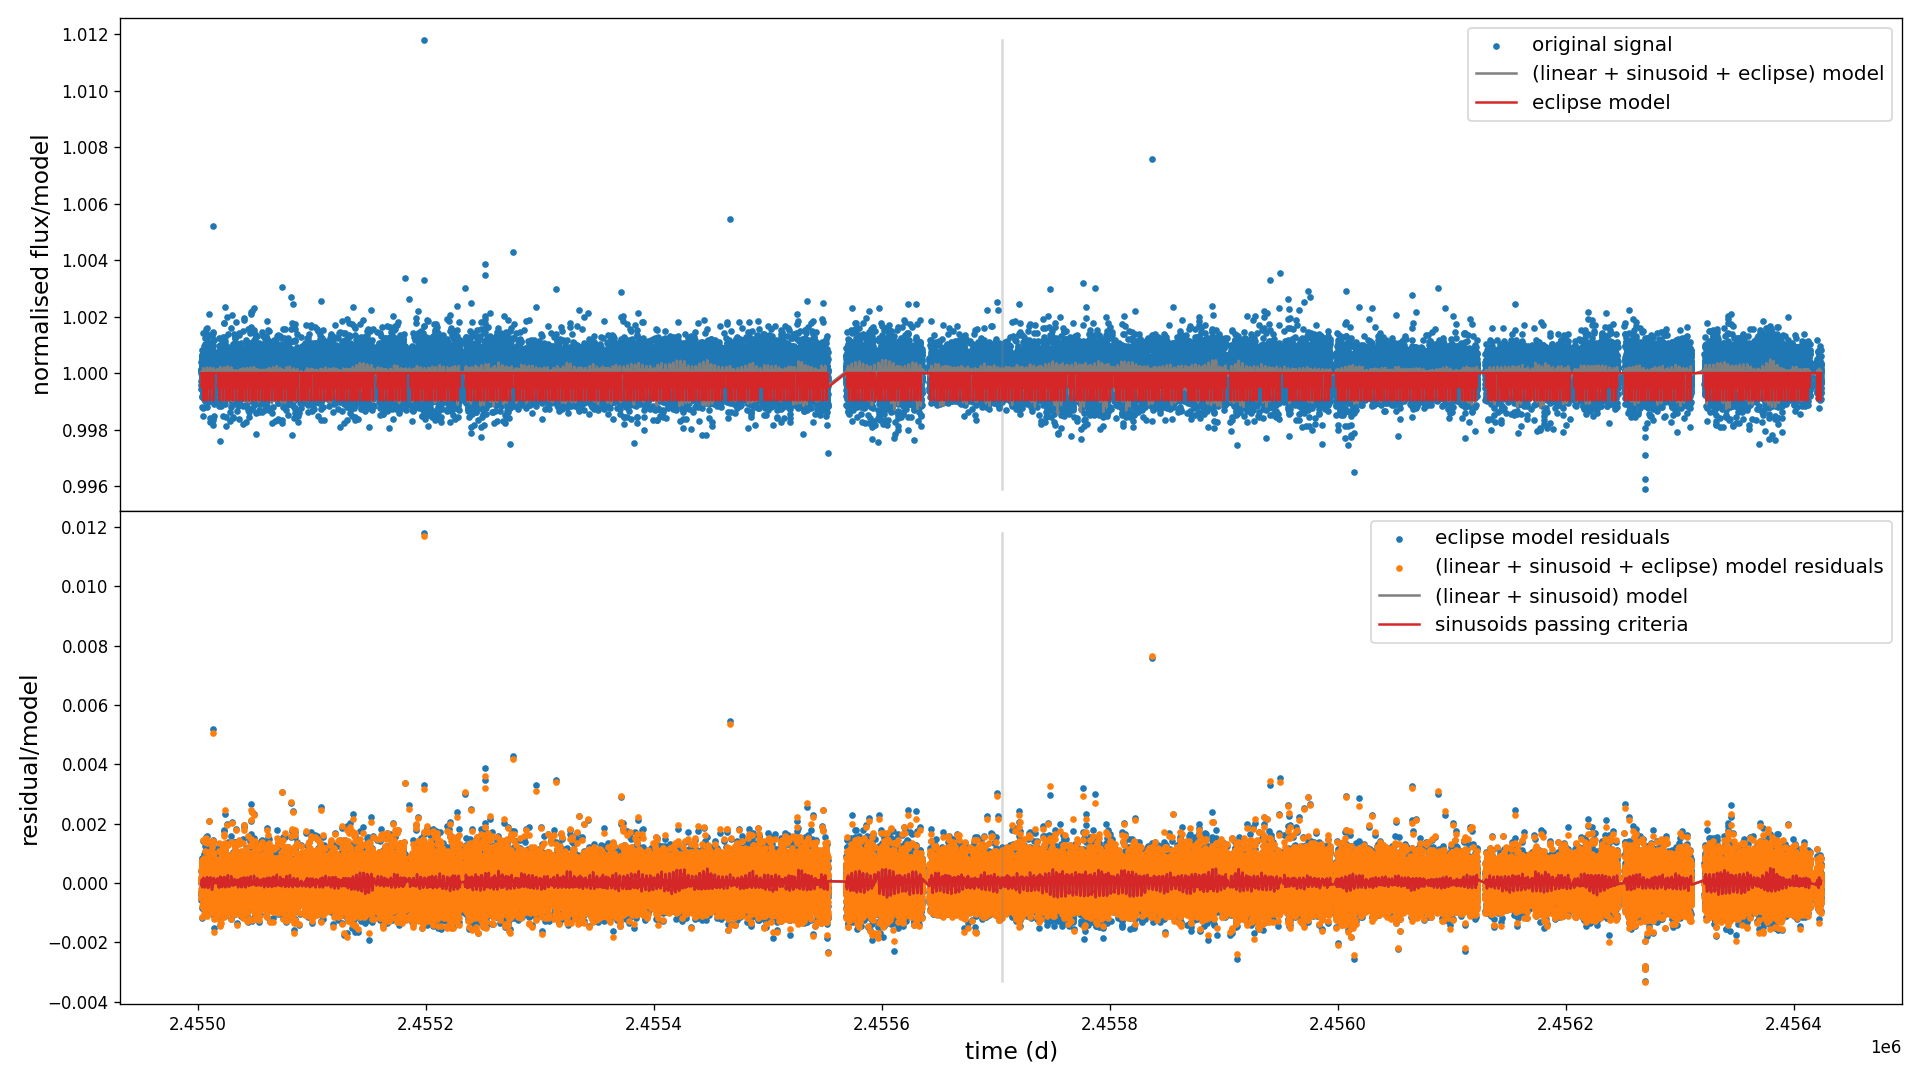 normalised flux/model
1.012
1.010
1.008
1.006
1.004
1.002
1.000
0.998
0.996
original signal
(linear + sinusoid + eclipse) model
eclipse model
residual/model
0.012
0.010
0.008
0.006
0.004
0.002
0.000
−0.002
−0.004
eclipse model residuals
(linear + sinusoid + eclipse) model residuals
(linear + sinusoid) model
sinusoids passing criteria
2.4550
2.4552
2.4554
2.4556
2.4558
2.4560
2.4562
2.4564
time (d)
1e6